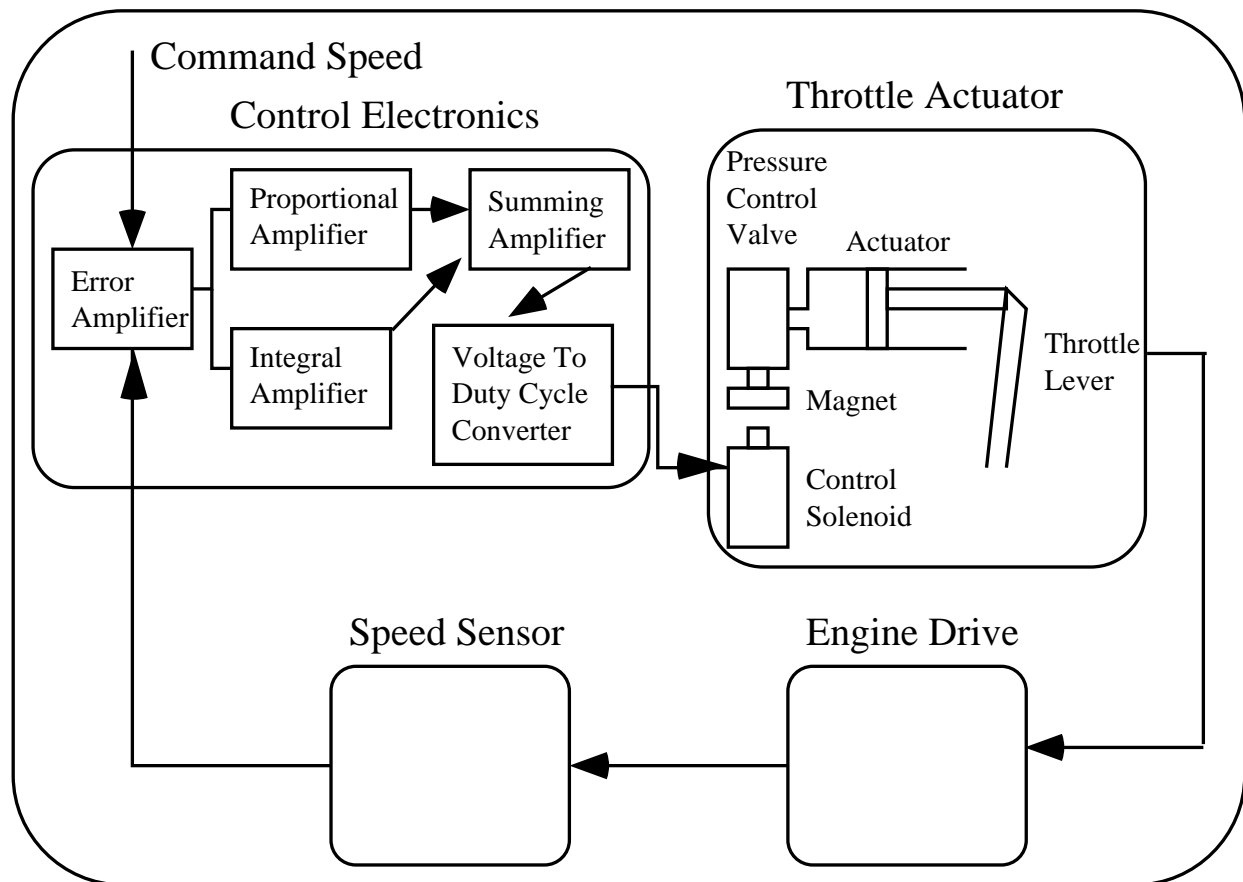 Command Speed
Control Electronics
Throttle Actuator
Proportional
Amplifier
Summing
Amplifier
Error
Amplifier
Integral
Amplifier
Voltage To
Duty Cycle
Converter
Pressure
Control
Valve
Actuator
Throttle
Lever
Magnet
Control
Solenoid
Speed Sensor
Engine Drive